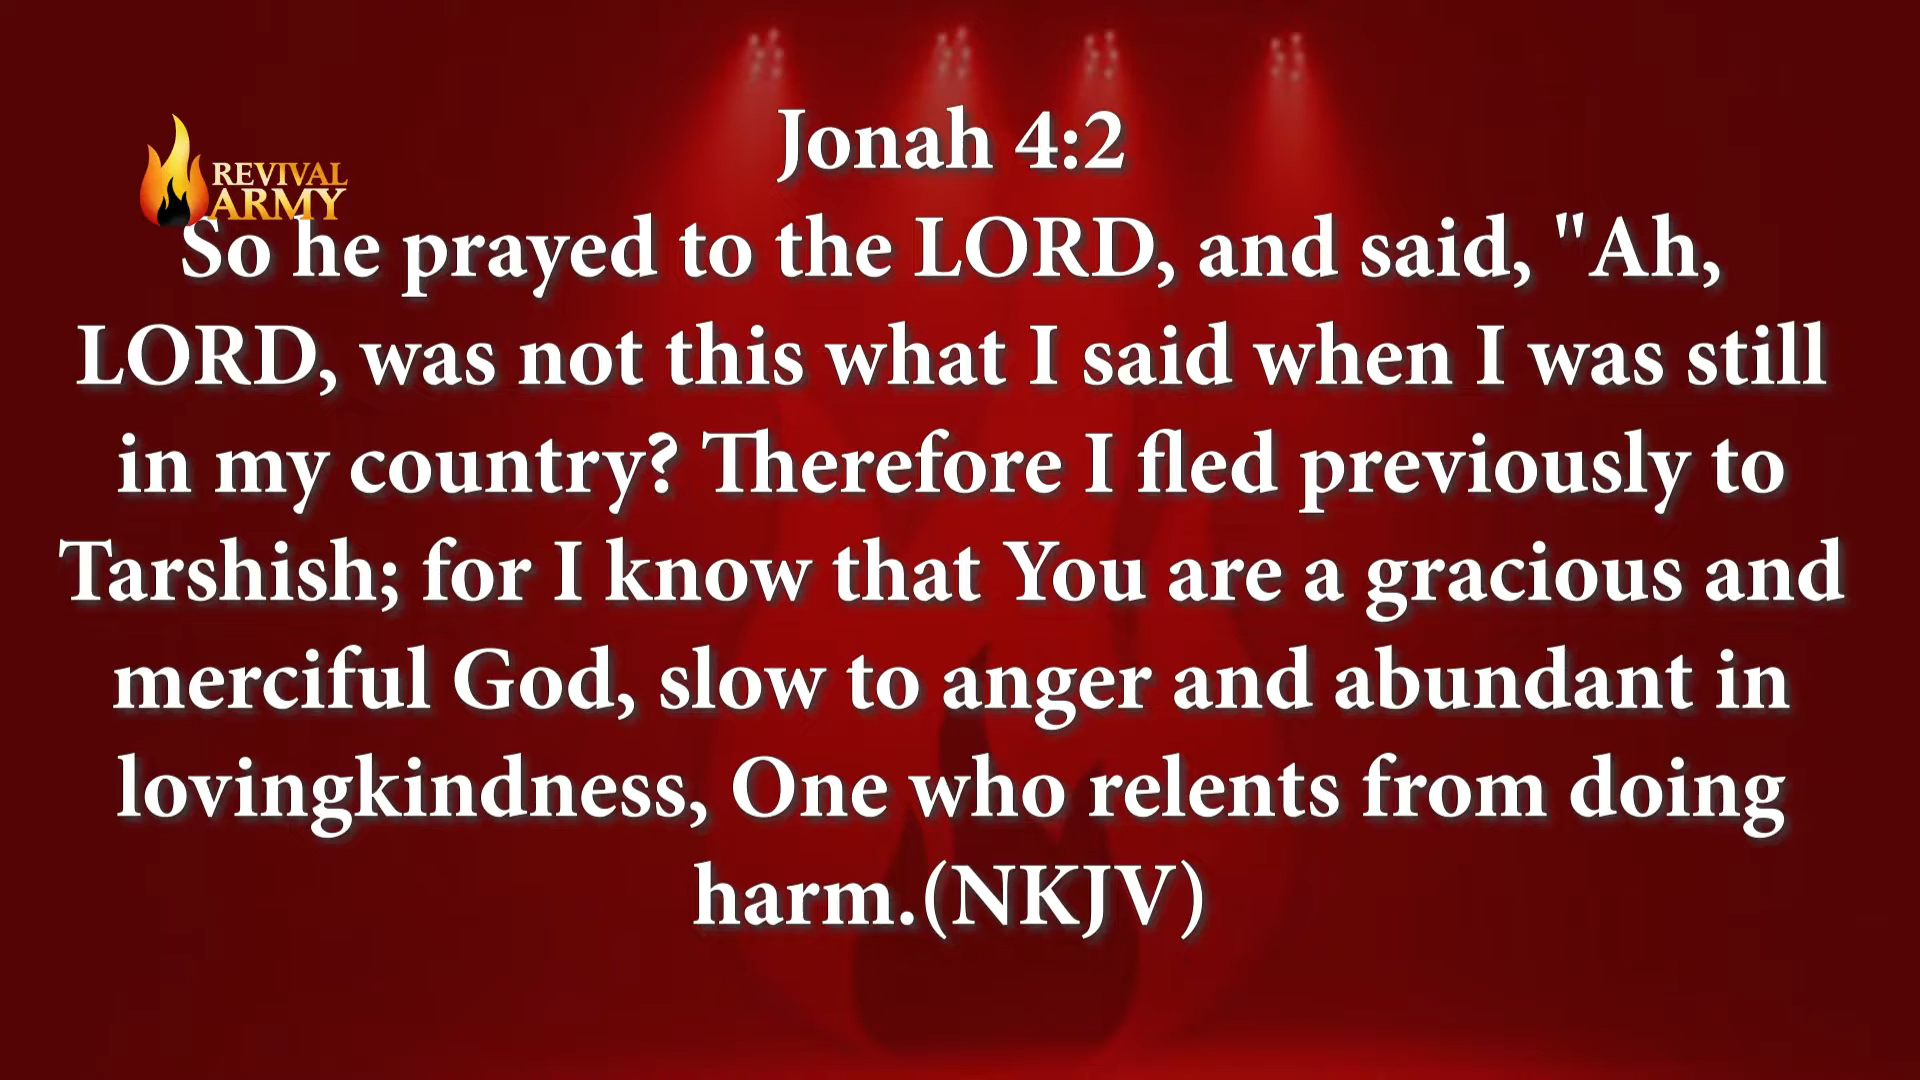 Jonah 4:2
REVIVAL
ARMY
So he prayed to the LORD, and said, "Ah,
LORD, was not this what I said when I was still
in my country? Therefore I fled previously to
Tarshish; for I know that You are a gracious and
merciful God, slow to anger and abundant in
lovingkindness, One who relents from doing
harm.(NKJV)